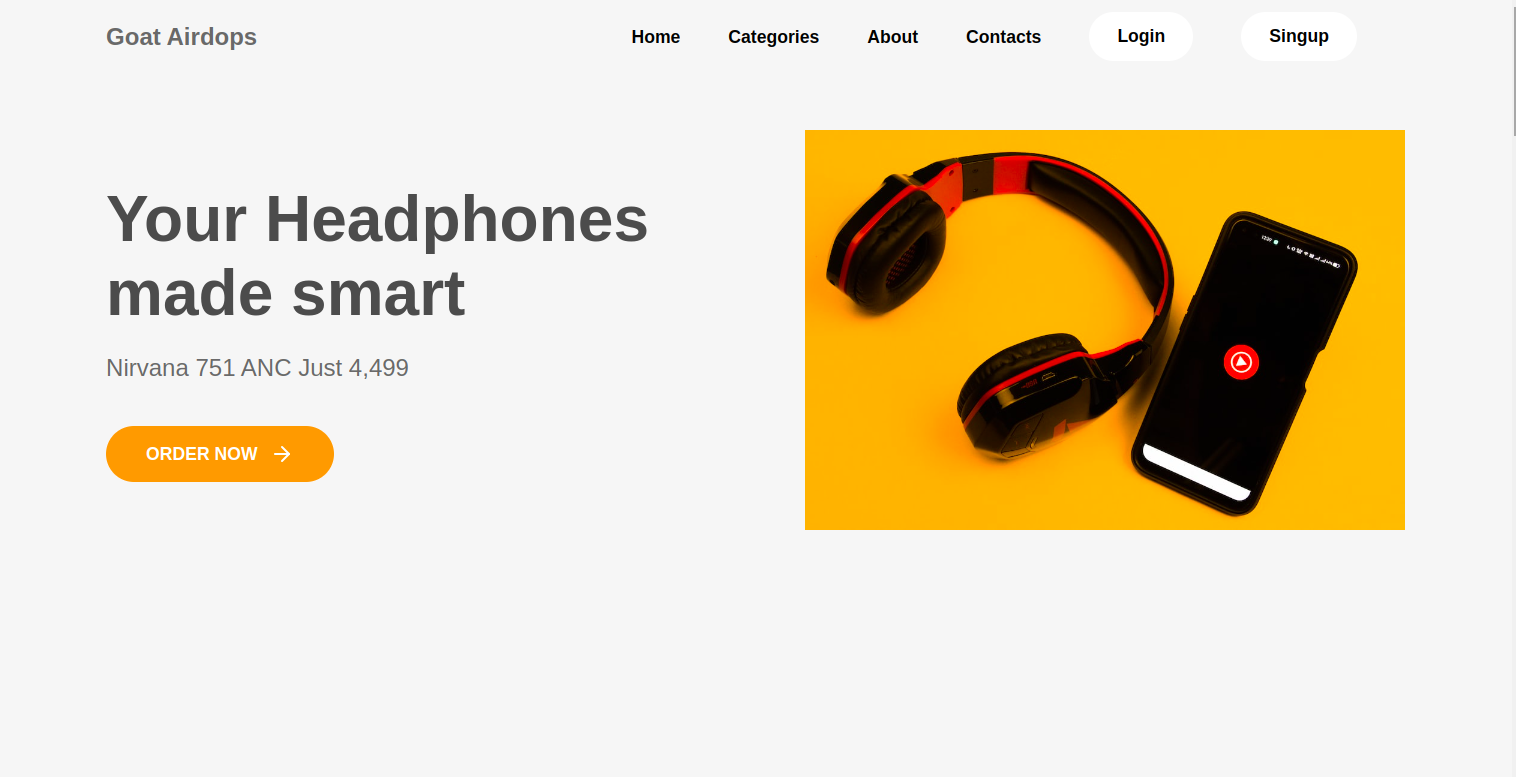 Goat Airdops
Home Categories About Contacts Login Singup
Your Headphones
made smart
Nirvana 751 ANC Just 4,499
ORDER NOW